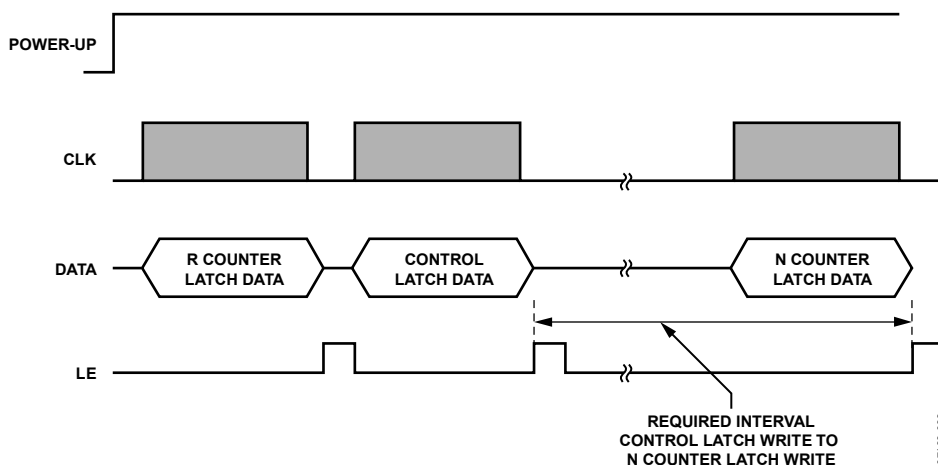 POWER-UP
CLK
DATA
R COUNTER
LATCH DATA
CONTROL
LATCH DATA
N COUNTER
LATCH DATA
LE
REQUIRED INTERVAL
CONTROL LATCH WRITE TO
N COUNTER LATCH WRITE